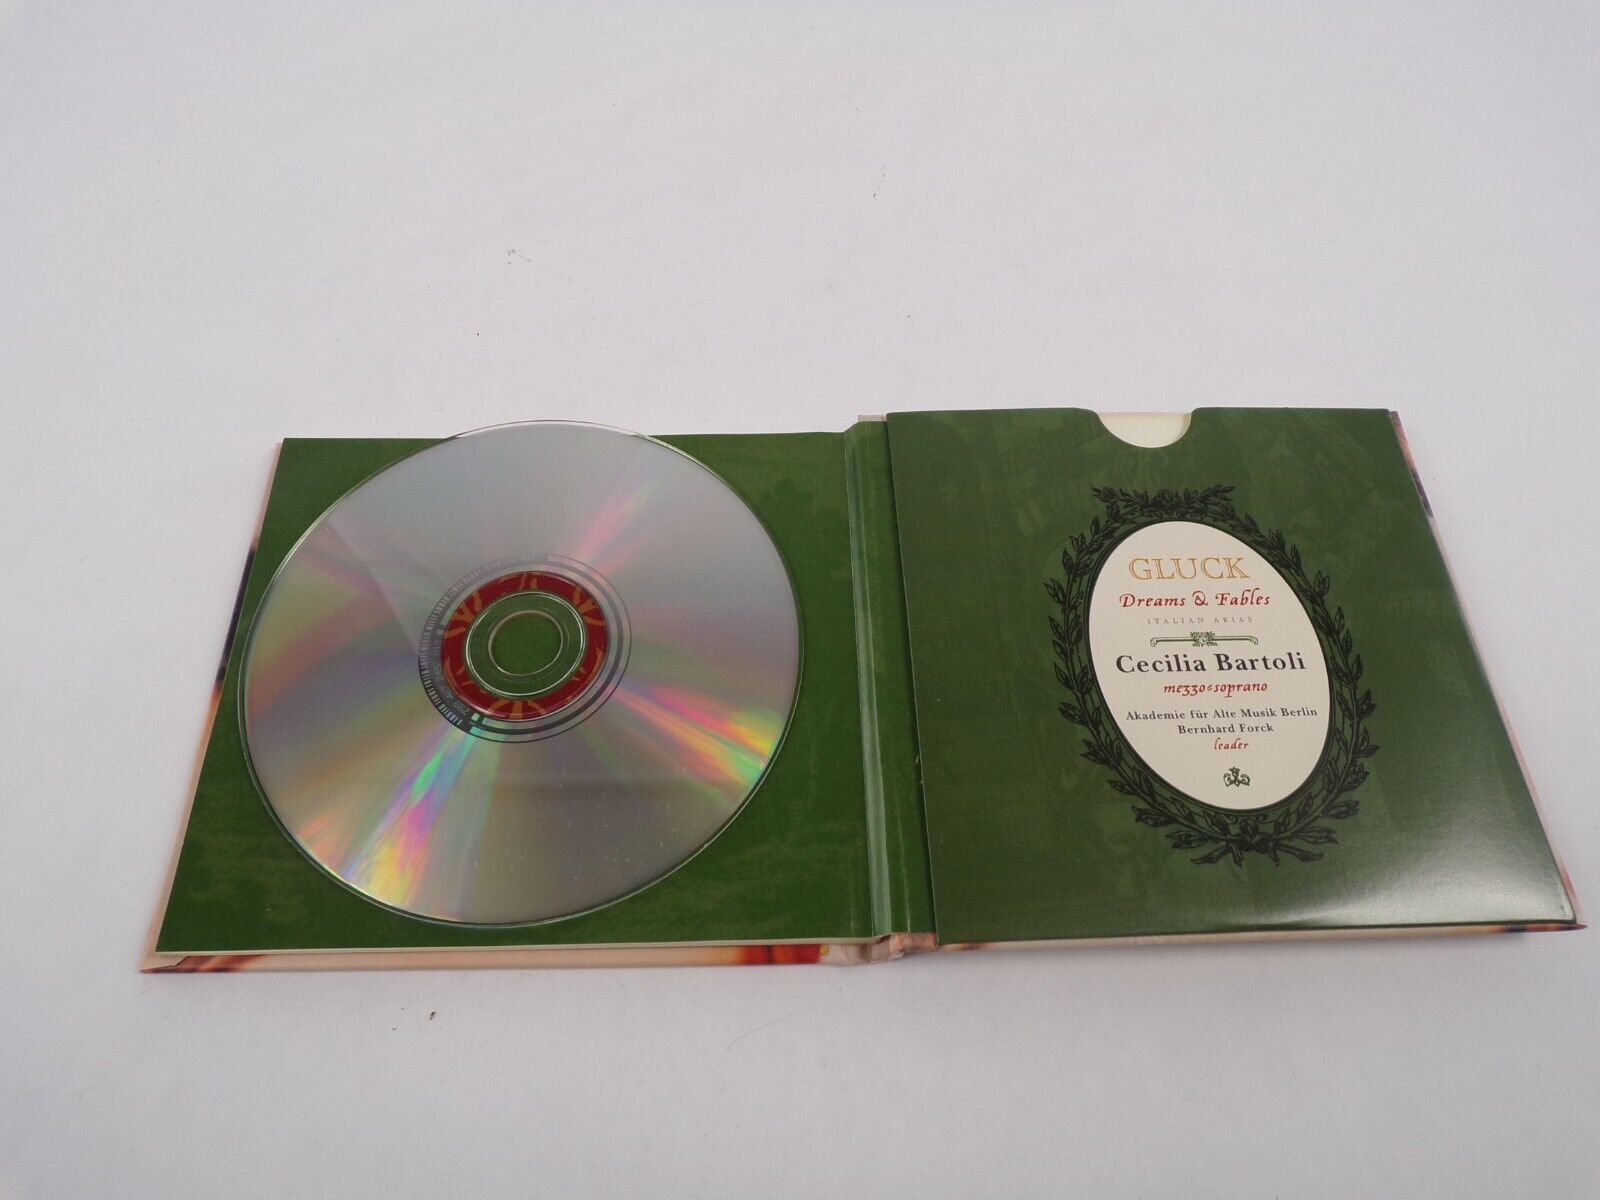 GLUCK
Dreams & Fables
ITALIAN ARIAS
Cecilia Bartoli
mezzo=soprano
Akademie für Alte Musik Berlin
Bernhard Forck
leader